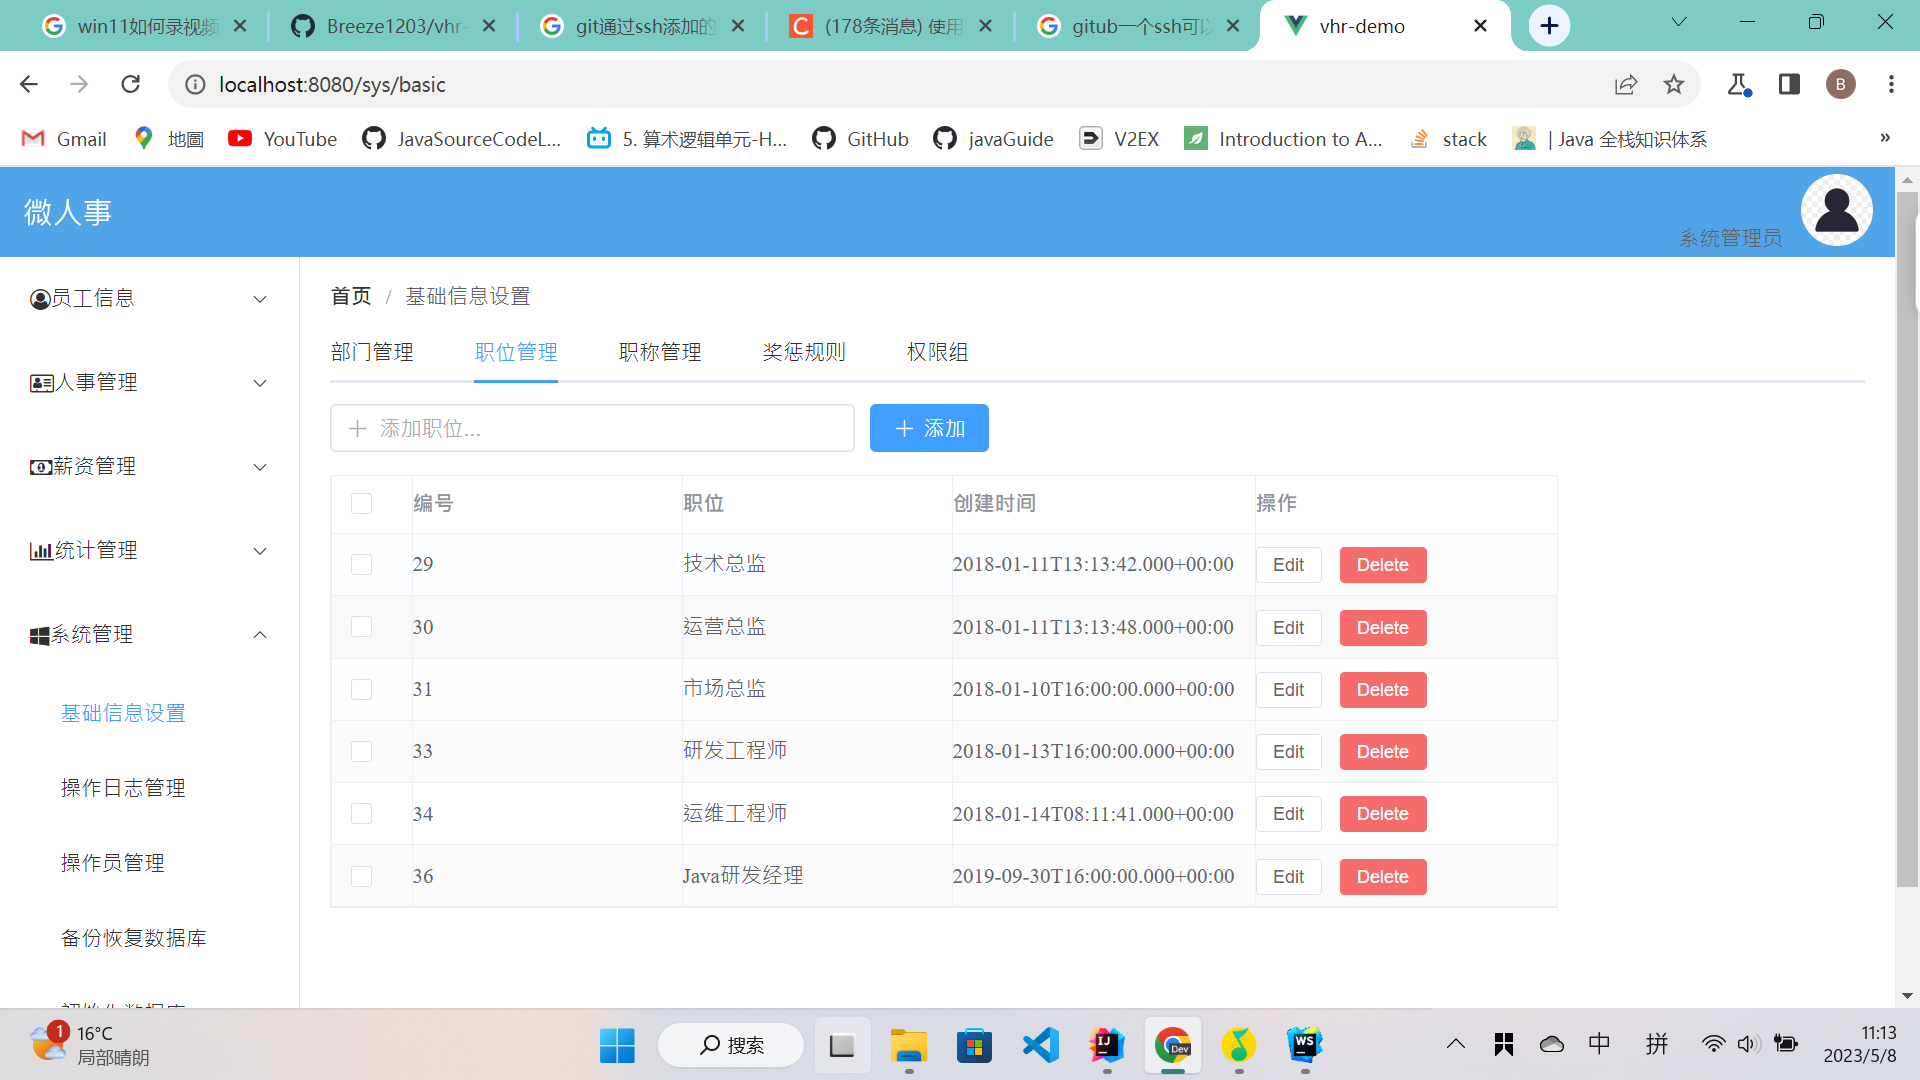 win11如何录视频
Breeze1203/vhr-
git通过ssh添加的
(178条消息) 使用
gitub一个ssh可以
vhr-demo
localhost:8080/sys/basic
B
Gmail
地圖
YouTube
JavaSourceCodeL...
5. 算术逻辑单元-H...
GitHub
javaGuide
V2EX
Introduction to A...
stack
| Java 全栈知识体系
»
微人事
系统管理员
员工信息
人事管理
薪资管理
统计管理
系统管理
基础信息设置
操作日志管理
操作员管理
备份恢复数据库
首页 / 基础信息设置
部门管理 职位管理 职称管理 奖惩规则 权限组
添加职位...
添加
编号 职位 创建时间 操作
29 技术总监 2018-01-11T13:13:42.000+00:00 Edit Delete
30 运营总监 2018-01-11T13:13:48.000+00:00 Edit Delete
31 市场总监 2018-01-10T16:00:00.000+00:00 Edit Delete
33 研发工程师 2018-01-13T16:00:00.000+00:00 Edit Delete
34 运维工程师 2018-01-14T08:11:41.000+00:00 Edit Delete
36 Java研发经理 2019-09-30T16:00:00.000+00:00 Edit Delete
1
16°C
局部晴朗
搜索
IJ
Dev
WS
中
拼
11:13
2023/5/8